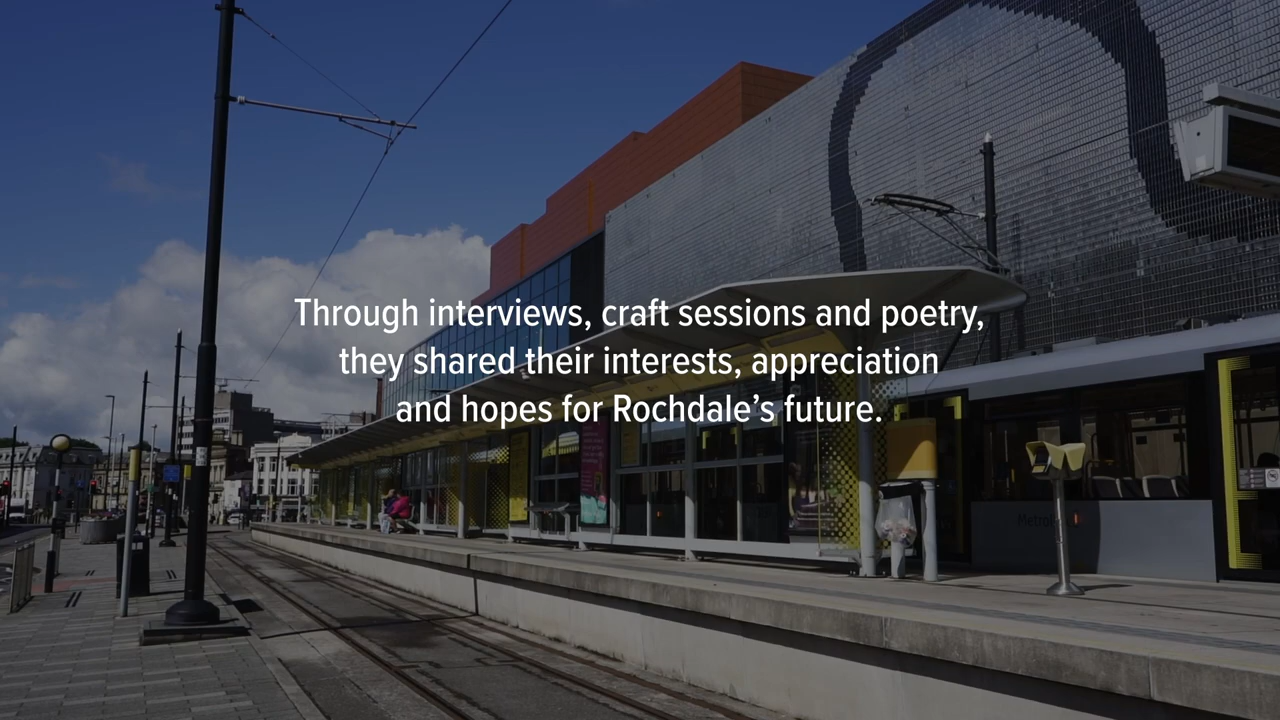 Through interviews, craft sessions and poetry,
they shared their interests, appreciation
and hopes for Rochdale’s future.